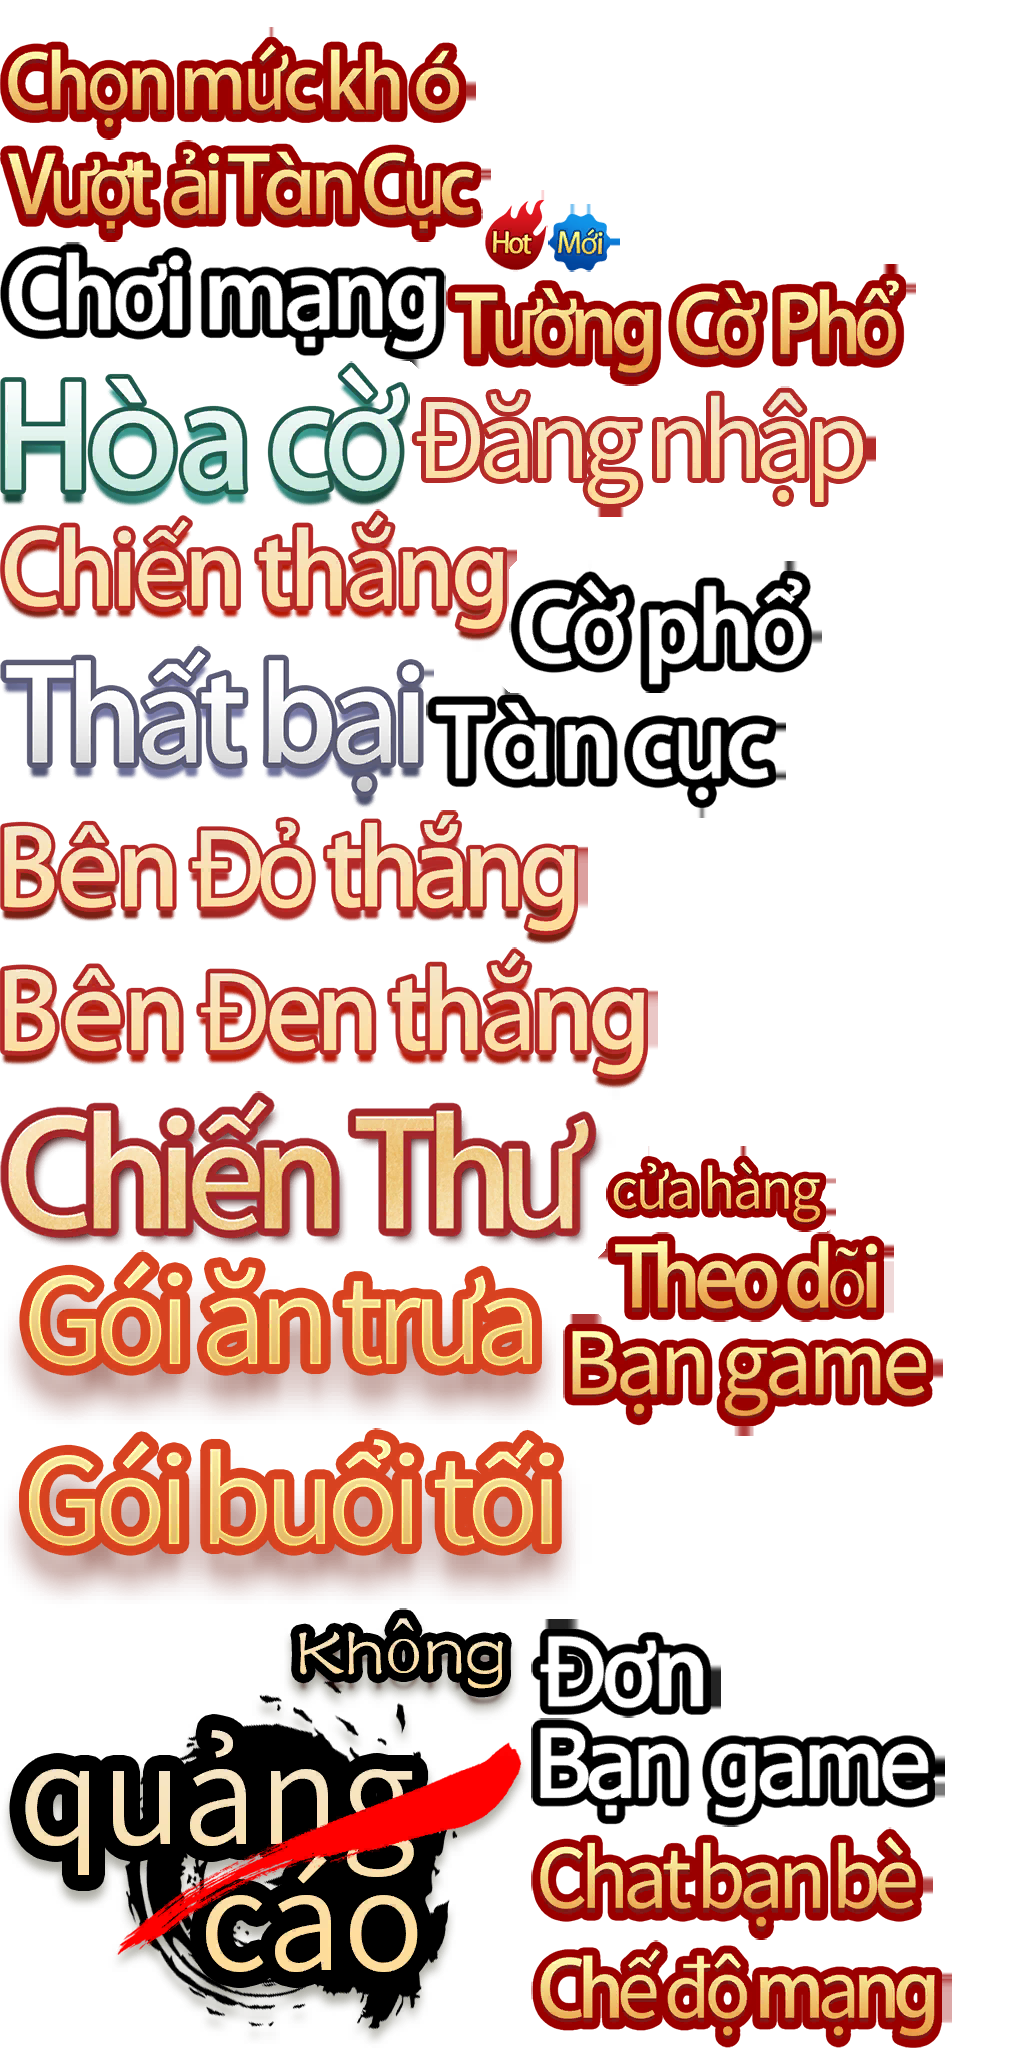 Chọn mức kh ó
Vượt ải Tàn Cục
Hot
Mới
Chơi mạng
Tường Cờ Phổ
Hòa cờ
Đăng nhập
Chiến thắng
Cờ phổ
Thất bại
Tàn cục
Bên Đỏ thắng
Bên Đen thắng
Chiến Thư
cửa hàng
Theo dõi
Gói ăn trưa
Bạn game
Gói buổi tối
Không
quảng
cáo
Đơn
Bạn game
Chat bạn bè
Chế độ mạng